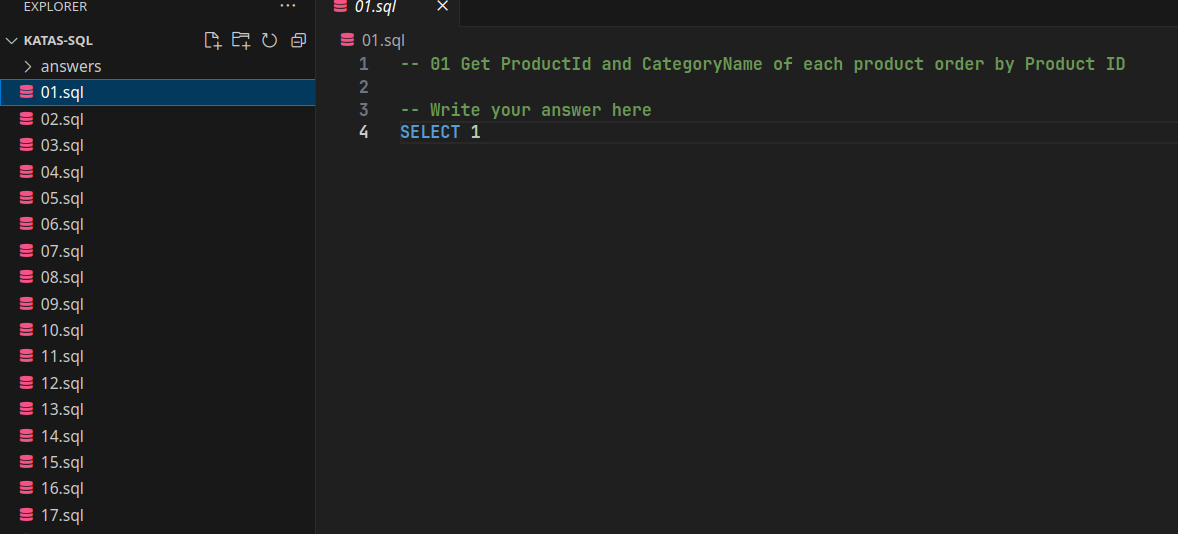 EXPLORER
KATAS-SQL
answers
01.sql
02.sql
03.sql
04.sql
05.sql
06.sql
07.sql
08.sql
09.sql
10.sql
11.sql
12.sql
13.sql
14.sql
15.sql
16.sql
17.sql
01.sql
01.sql
1 -- 01 Get ProductId and CategoryName of each product order by Product ID
2
3 -- Write your answer here
4 SELECT 1